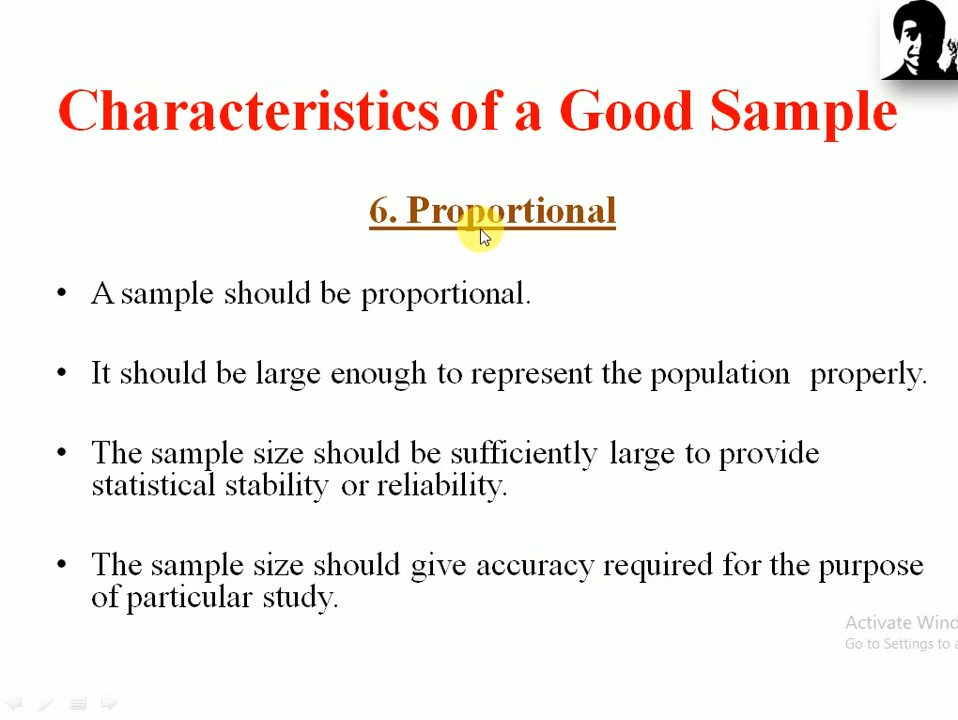 Characteristics of a Good Sample
6. Proportional
• A sample should be proportional.
• It should be large enough to represent the population properly.
• The sample size should be sufficiently large to provide
statistical stability or reliability.
• The sample size should give accuracy required for the purpose
of particular study.
Activate Wind
Go to Settings to a